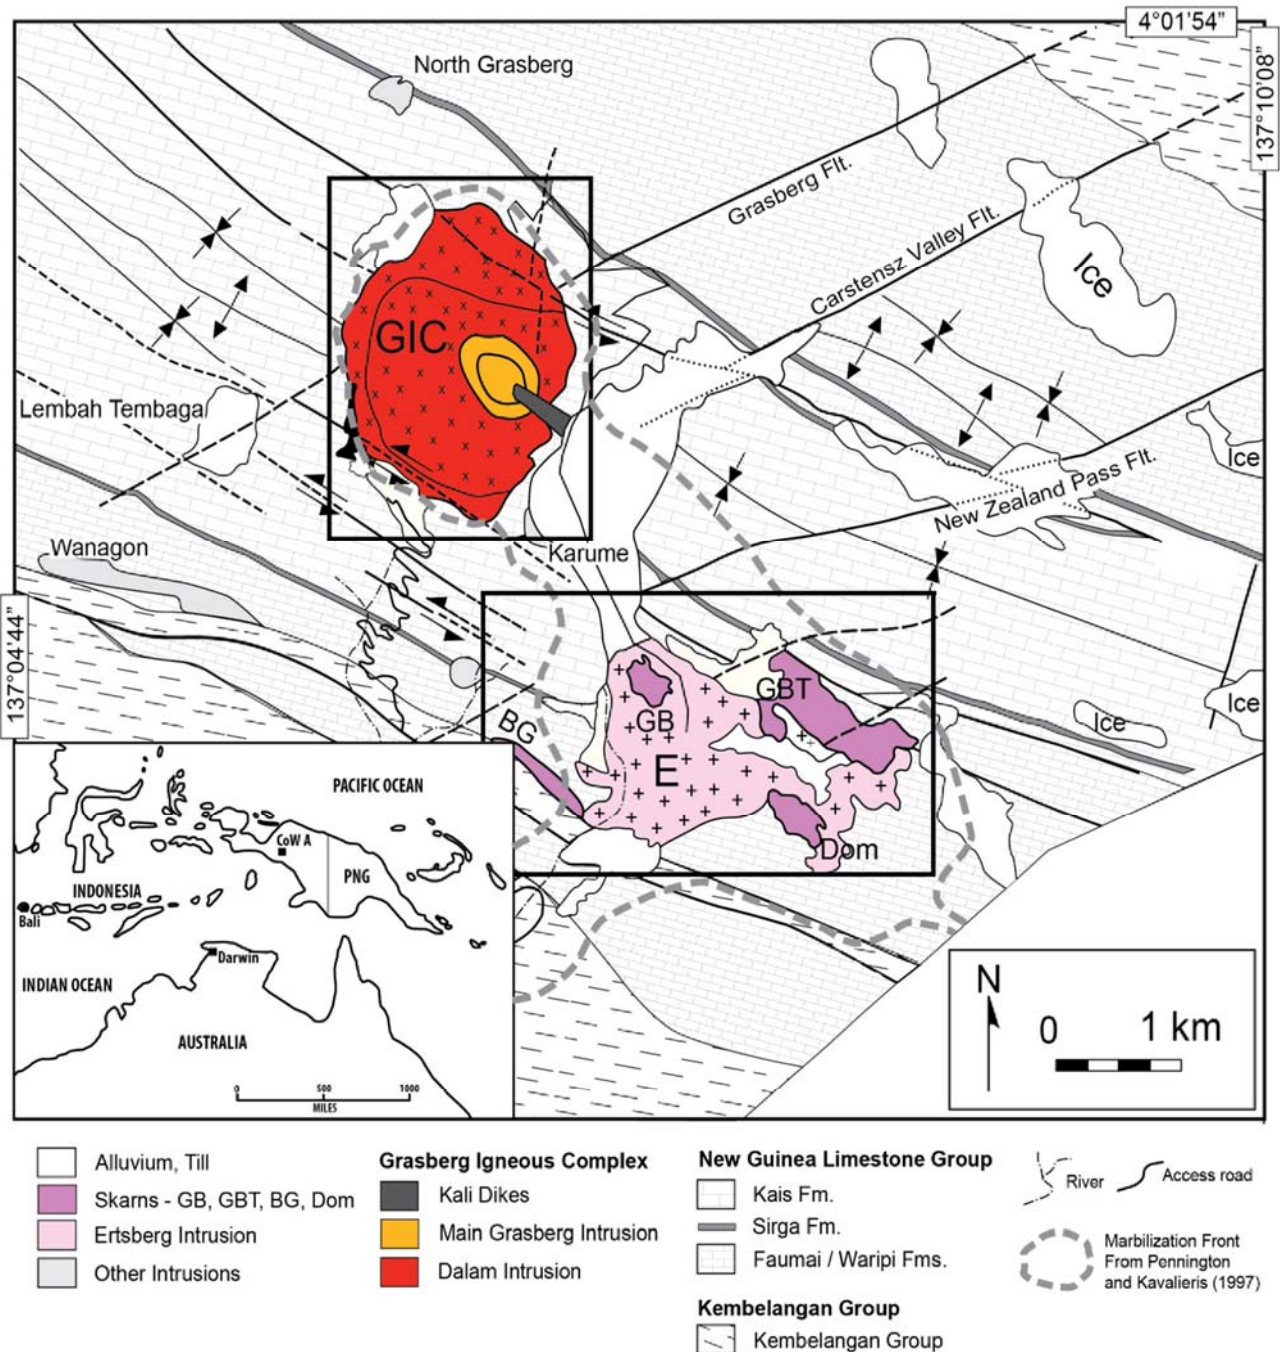 4°01'54”
137°10'08”
North Grasberg
Grasberg Flt.
Carstensz Valley Flt.
Ice
GIC
Lembah Tembaga
Ice
New Zealand Pass Flt.
Wanagon
Karume
137°04'44”
GBT
Ice
Ice
BG
GB
E
Dom
PACIFIC OCEAN
CoW A
PNG
INDONESIA
Bali
Darwin
INDIAN OCEAN
AUSTRALIA
0 500 1000
MILES
N
0 1 km
Alluvium, Till
Skarns - GB, GBT, BG, Dom
Ertsberg Intrusion
Other Intrusions
Grasberg Igneous Complex
Kali Dikes
Main Grasberg Intrusion
Dalam Intrusion
New Guinea Limestone Group
Kais Fm.
Sirga Fm.
Faumai / Waripi Fms.
Kembelangan Group
Kembelangan Group
River
Access road
Marbilization Front
From Pennington
and Kavalieris (1997)